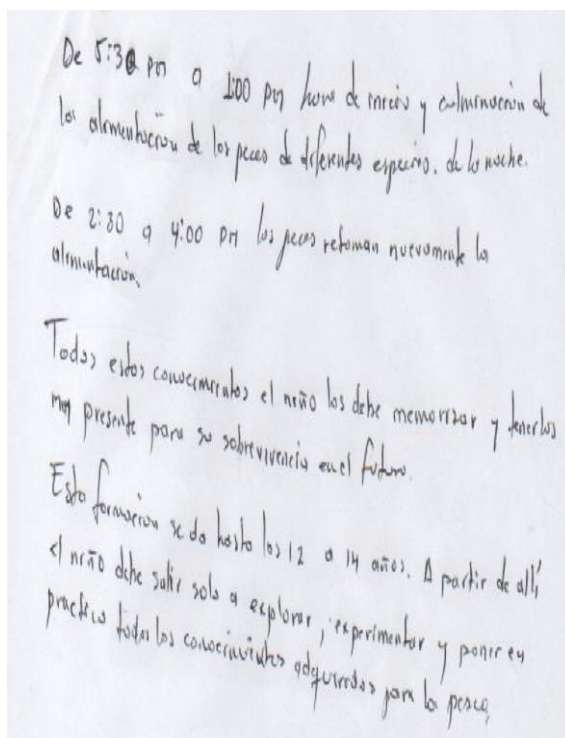 De 5:30 pm a 1:00 pm hora de inicio y culminación de
la alimentación de los peces de diferentes especies. de la noche.
De 2:30 a 4:00 pm los peces retoman nuevamente la
alimentación.
Todos estos conocimientos el niño los debe memorizar y tenerlos
muy presente para su sobrevivencia en el futuro.
Esta formación se da hasta los 12 a 14 años. A partir de allí
el niño debe salir solo a explorar, experimentar y poner en
practica todos los conocimientos adquiridos para la pesca,